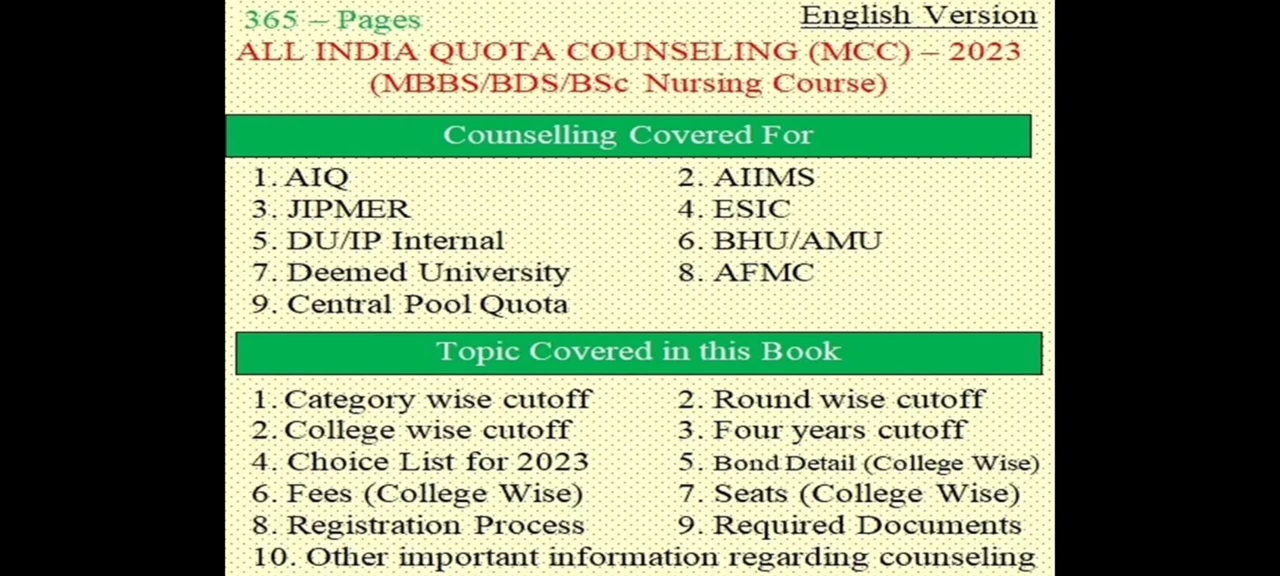 365 – Pages English Version
ALL INDIA QUOTA COUNSELING (MCC) – 2023
(MBBS/BDS/BSc Nursing Course)
Counselling Covered For
1. AIQ 2. AIIMS
3. JIPMER 4. ESIC
5. DU/IP Internal 6. BHU/AMU
7. Deemed University 8. AFMC
9. Central Pool Quota
Topic Covered in this Book
1. Category wise cutoff 2. Round wise cutoff
2. College wise cutoff 3. Four years cutoff
4. Choice List for 2023 5. Bond Detail (College Wise)
6. Fees (College Wise) 7. Seats (College Wise)
8. Registration Process 9. Required Documents
10. Other important information regarding counseling